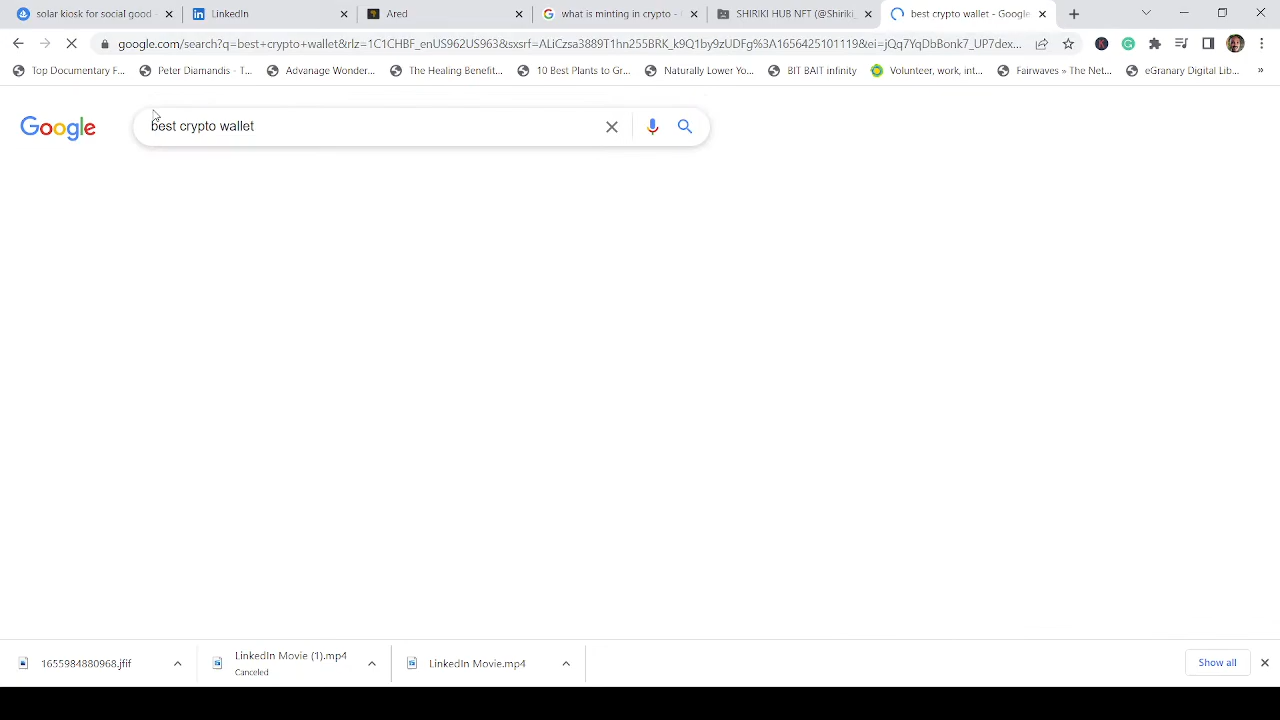 solar kiosk for social good
LinkedIn
Ared
what is minting in crypto -
SHIRIKI HUB NFT (@Shiriki_
best crypto wallet - Google
google.com/search?q=best+crypto+wallet&rlz=1C1CHBF_enUS962US963&sxsrf=ALiCzsa3889T1hn255BRK_k9Q1by9zUDFg%3A1656425101119&ei=jQq7YqDbBonk7_UP7dex...
Top Documentary F...
Peter Diamandis - T...
Advanage Wonder...
The Healing Benefit...
10 Best Plants to Gr...
Naturally Lower Yo...
BIT BAIT infinity
Volunteer, work, int...
Fairwaves » The Net...
eGranary Digital Lib...
»
Google
best crypto wallet
1655984880968.jfif
LinkedIn Movie (1).mp4
Canceled
LinkedIn Movie.mp4
Show all